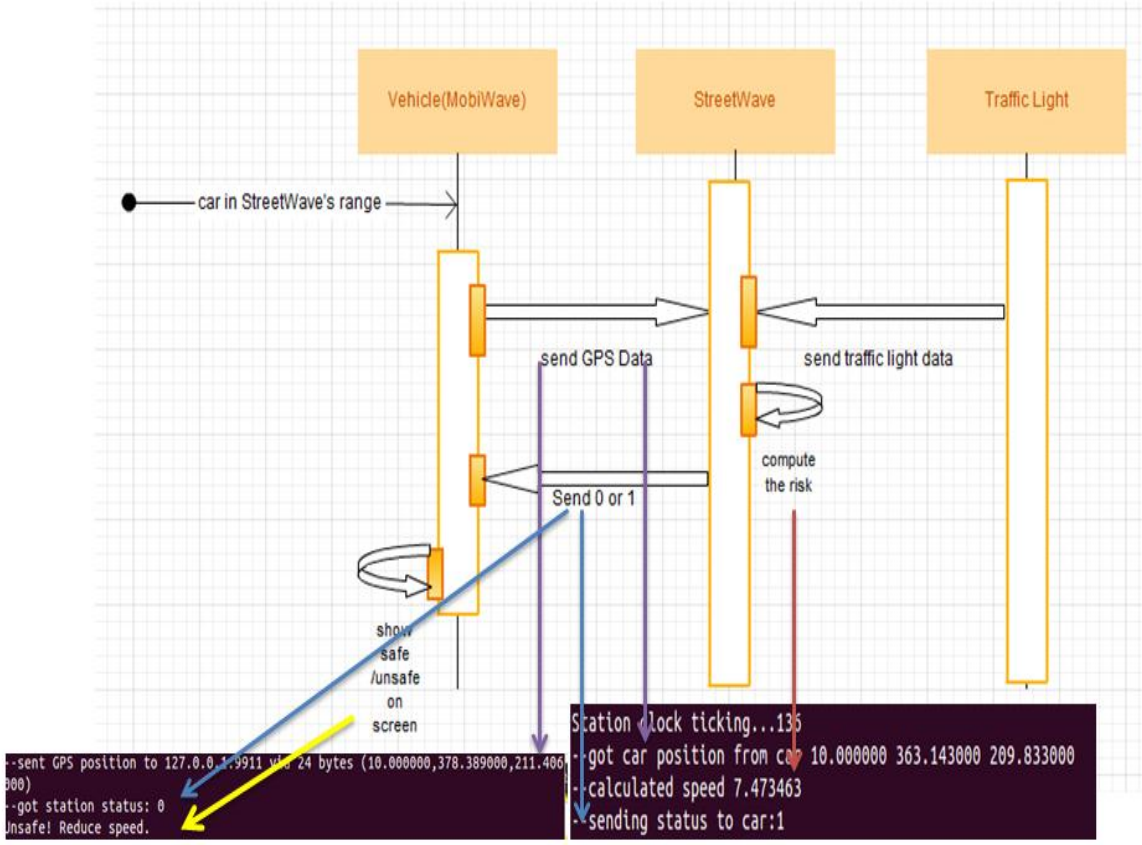 Vehicle(MobiWave)
StreetWave
Traffic Light
car in StreetWave's range
send GPS Data
send traffic light data
compute
the risk
Send 0 or 1
show
safe
/unsafe
on
screen
--sent GPS position to 127.0.0.1:9911 with 24 bytes (10.000000,378.389000,211.406
000)
--got station status: 0
Unsafe! Reduce speed.
Station clock ticking...136
--got car position from car 10.000000 363.143000 209.833000
--calculated speed 7.473463
--sending status to car:1